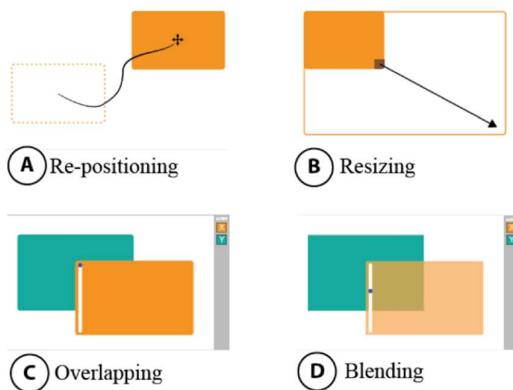 A Re-positioning
B Resizing
X
Y
X
Y
C Overlapping
D Blending